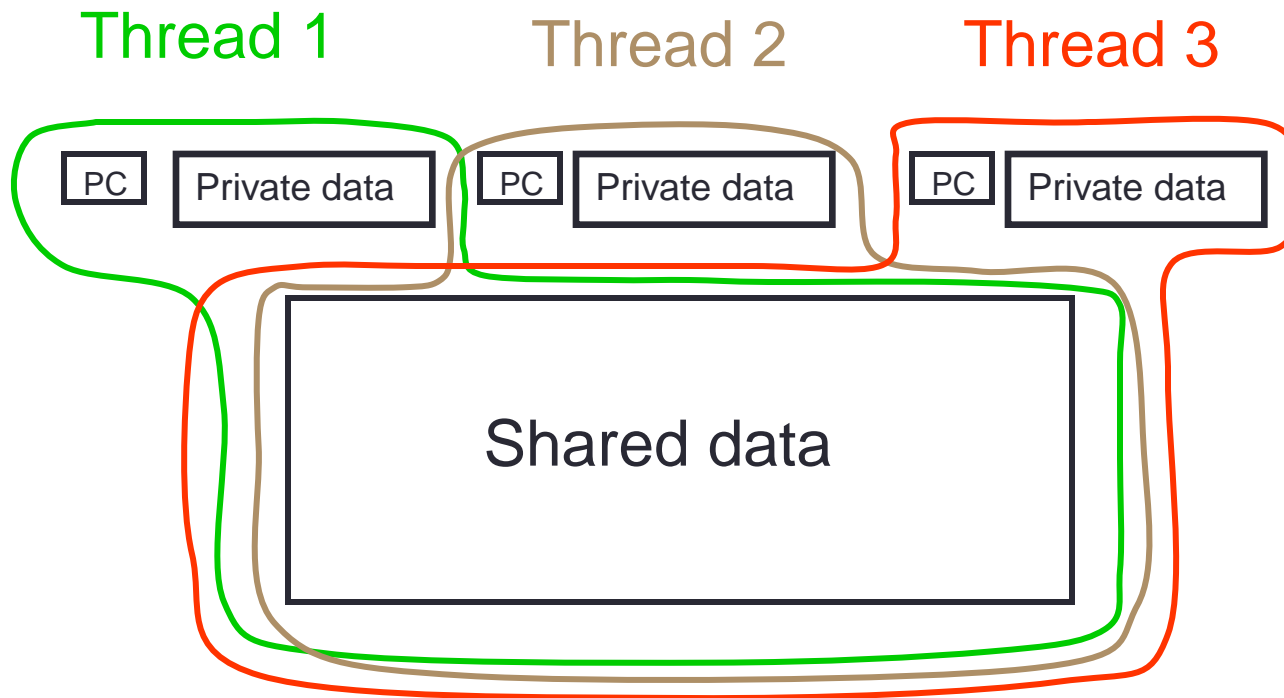 Thread 1 Thread 2 Thread 3
PC Private data PC Private data PC Private data
Shared data